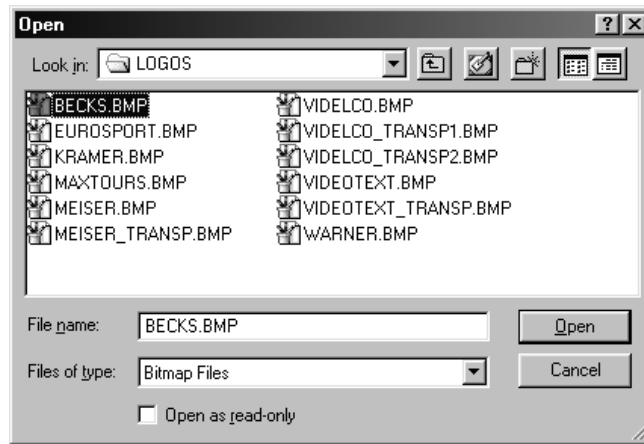 Open
Look in: LOGOS
BECKS.BMP
EUROSPORT.BMP
KRAMER.BMP
MAXTOURS.BMP
MEISER.BMP
MEISER_TRANSP.BMP
VIDELCO.BMP
VIDELCO_TRANSP1.BMP
VIDELCO_TRANSP2.BMP
VIDEOTEXT.BMP
VIDEOTEXT_TRANSP.BMP
WARNER.BMP
File name: BECKS.BMP
Open
Files of type: Bitmap Files
Cancel
Open as read-only